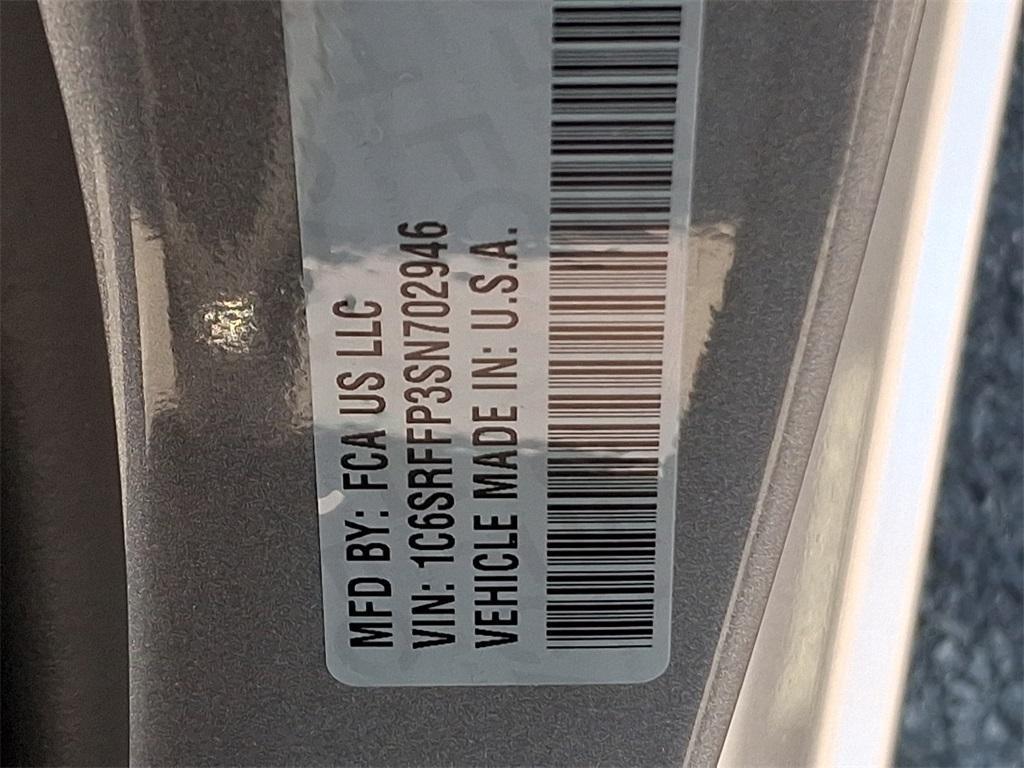 MFD BY: FCA US LLC
VIN: 1C6SRFFP3SN702946
VEHICLE MADE IN: U.S.A.